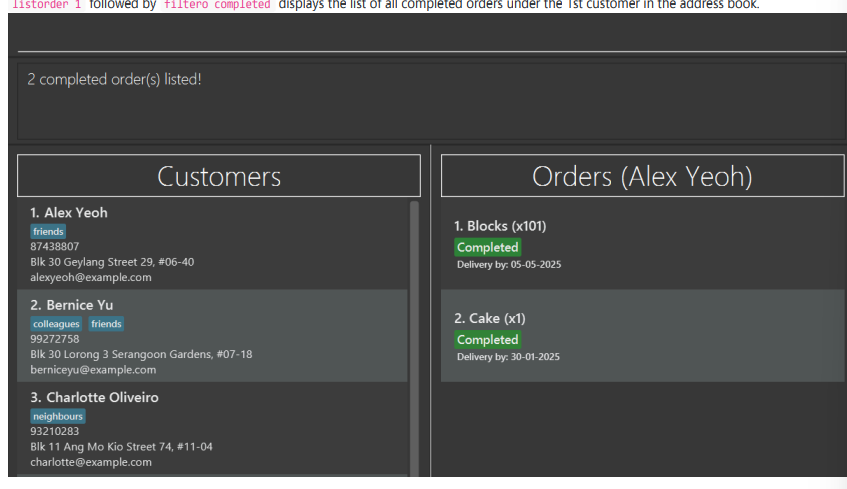 listorder 1 followed by filtero completed displays the list of all completed orders under the 1st customer in the address book.
2 completed order(s) listed!
Customers
1. Alex Yeoh
friends
87438807
Blk 30 Geylang Street 29, #06-40
alexyeoh@example.com
2. Bernice Yu
colleagues friends
99272758
Blk 30 Lorong 3 Serangoon Gardens, #07-18
berniceyu@example.com
3. Charlotte Oliveiro
neighbours
93210283
Blk 11 Ang Mo Kio Street 74, #11-04
charlotte@example.com
Orders (Alex Yeoh)
1. Blocks (x101)
Completed
Delivery by: 05-05-2025
2. Cake (x1)
Completed
Delivery by: 30-01-2025